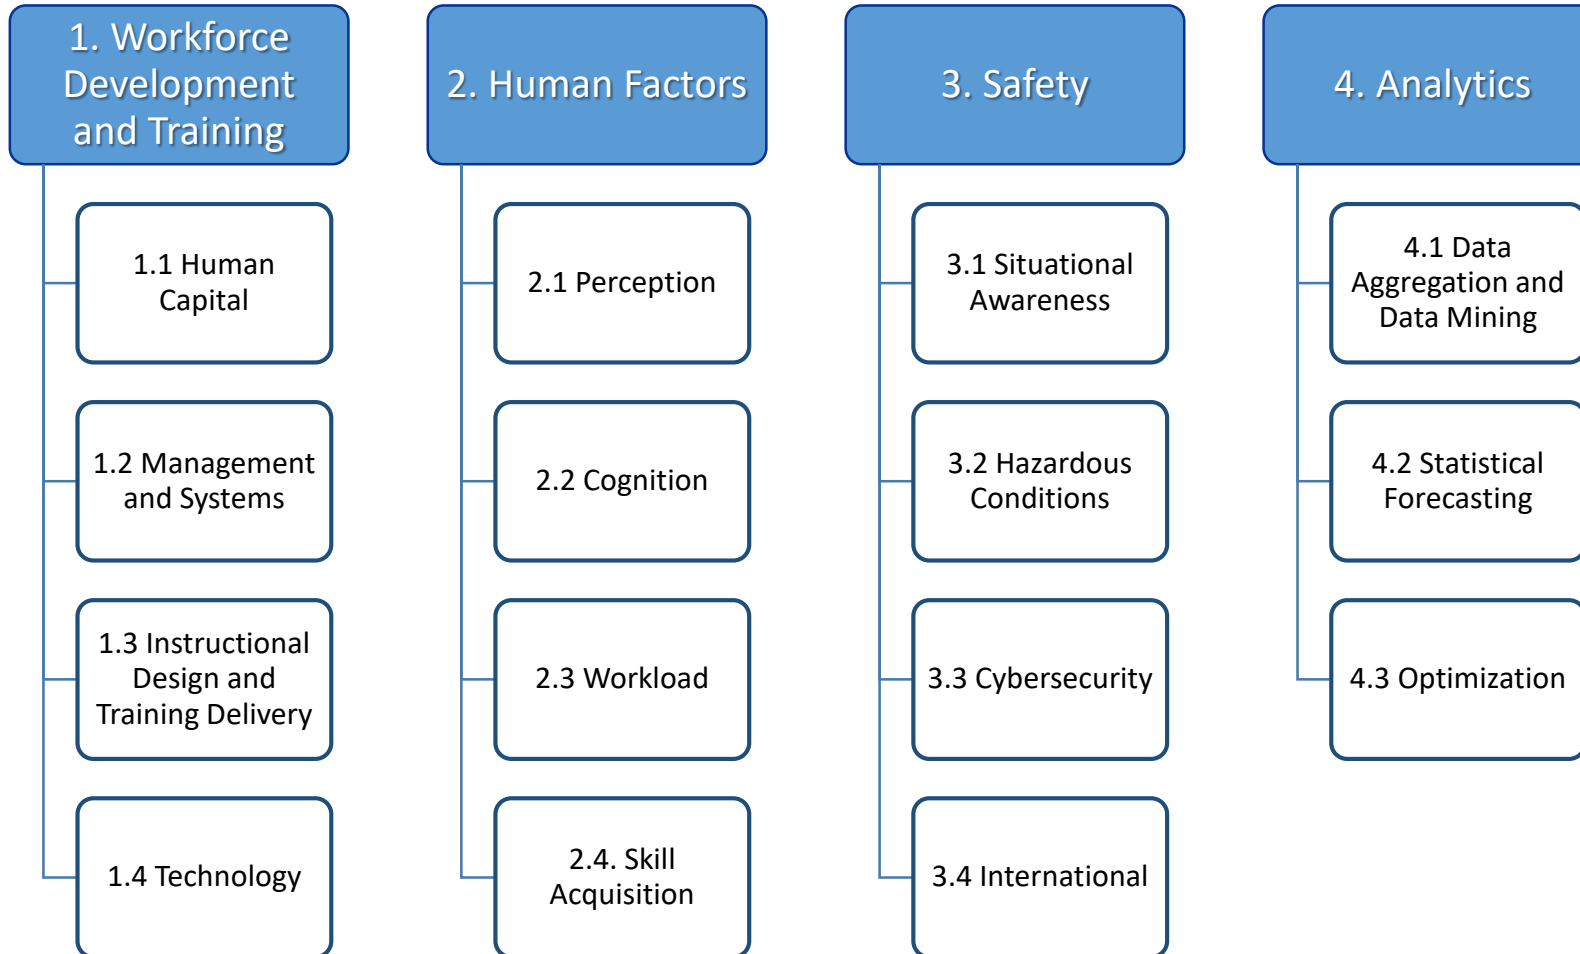 1. Workforce
Development
and Training
1.1 Human
Capital
1.2 Management
and Systems
1.3 Instructional
Design and
Training Delivery
1.4 Technology
2. Human Factors
2.1 Perception
2.2 Cognition
2.3 Workload
2.4. Skill
Acquisition
3. Safety
3.1 Situational
Awareness
3.2 Hazardous
Conditions
3.3 Cybersecurity
3.4 International
4. Analytics
4.1 Data
Aggregation and
Data Mining
4.2 Statistical
Forecasting
4.3 Optimization